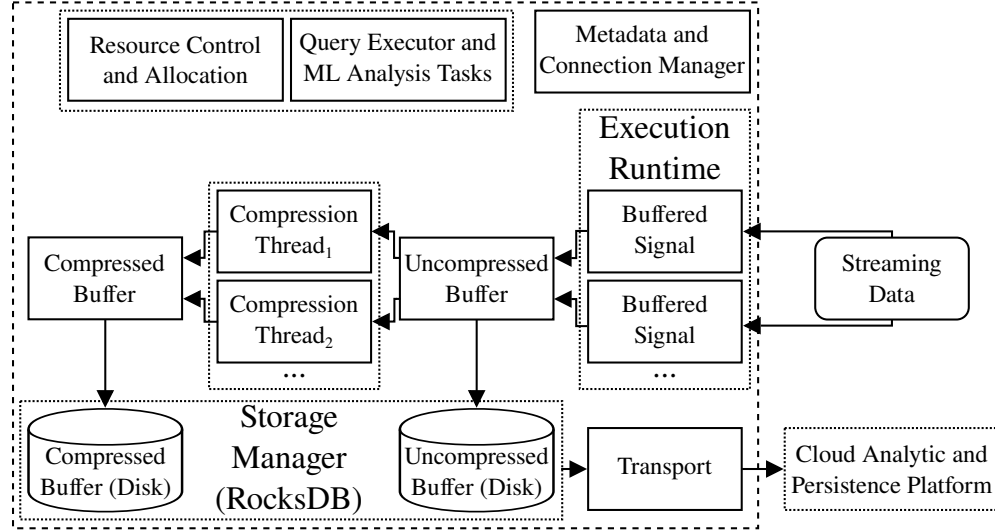 Resource Control
and Allocation
Query Executor and
ML Analysis Tasks
Metadata and
Connection Manager
Execution
Runtime
Compressed
Buffer
Compression
Thread₁
Compression
Thread₂
...
Uncompressed
Buffer
Buffered
Signal
Buffered
Signal
...
Streaming
Data
Compressed
Buffer (Disk)
Storage
Manager
(RocksDB)
Uncompressed
Buffer (Disk)
Transport
Cloud Analytic and
Persistence Platform